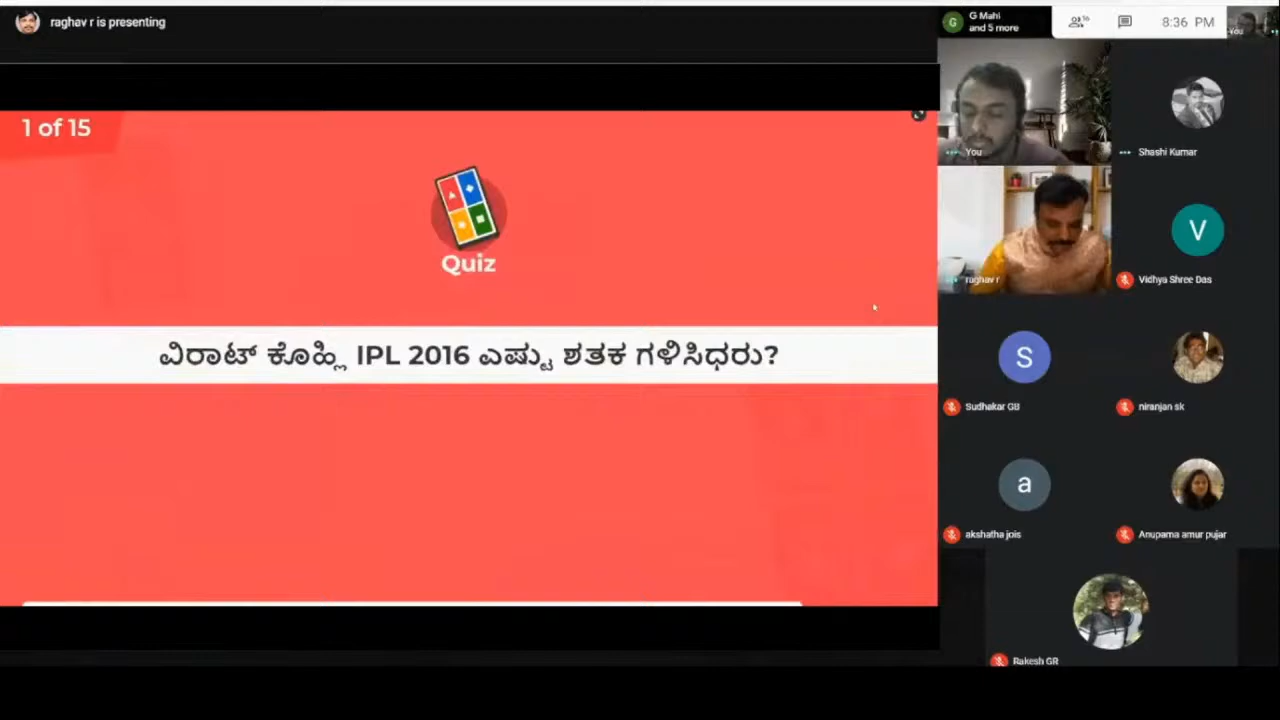 raghav r is presenting
G Mahi
and 5 more
16
8:36 PM
You
1 of 15
Quiz
ವಿರಾಟ್ ಕೊಹ್ಲಿ IPL 2016 ಎಷ್ಟು ಶತಕ ಗಳಿಸಿಧರು?
You
Shashi Kumar
raghav r
V
Vidhya Shree Das
S
Sudhakar GB
niranjan sk
a
akshatha jois
Anupama amur pujar
Rakesh GR
G